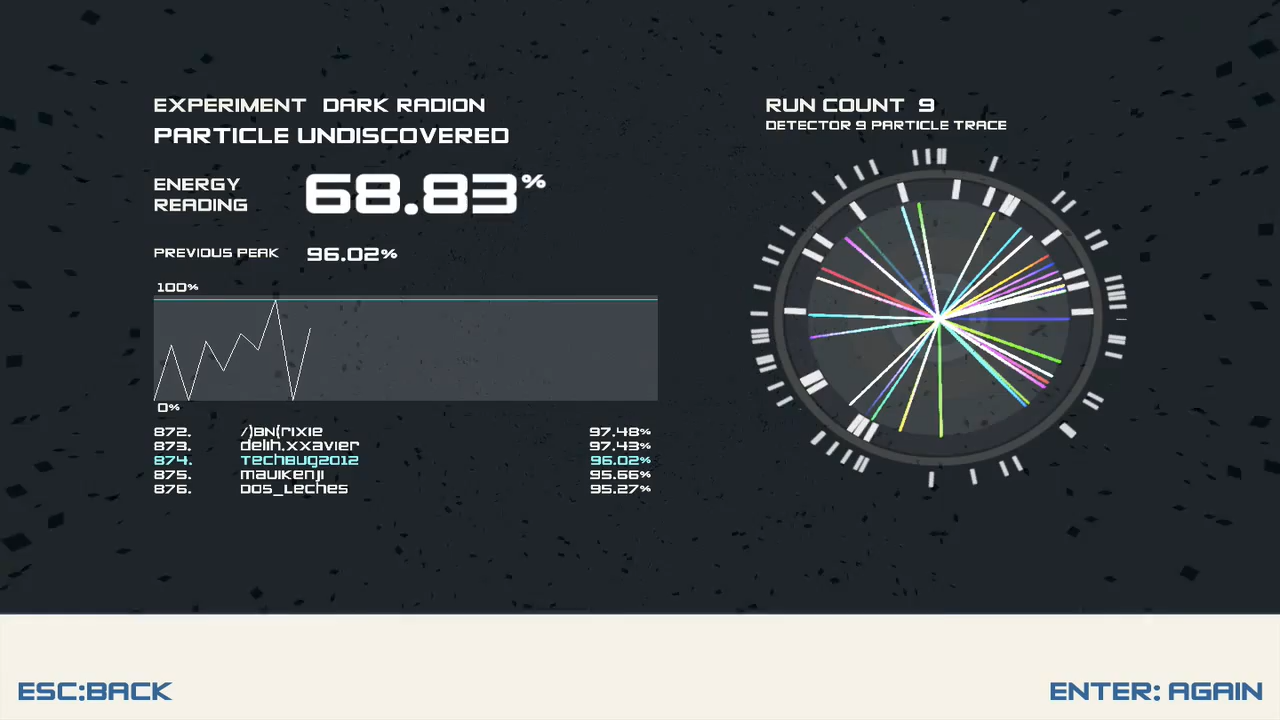 EXPERIMENT DARK RADION
PARTICLE UNDISCOVERED
ENERGY READING 68.83%
PREVIOUS PEAK 96.02%
100%
0%
872. /)BN(rixie 97.48%
873. delih.xxavier 97.43%
874. TechBug2012 96.02%
875. mauikenji 95.66%
876. Dos_Leches 95.27%
RUN COUNT 9
DETECTOR 9 PARTICLE TRACE
ESC:BACK
ENTER: AGAIN